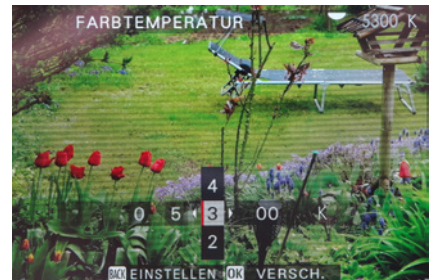 FARBTEMPERATUR 5300 K
4
0 5 3 00 K
2
BACK EINSTELLEN OK VERSCH.